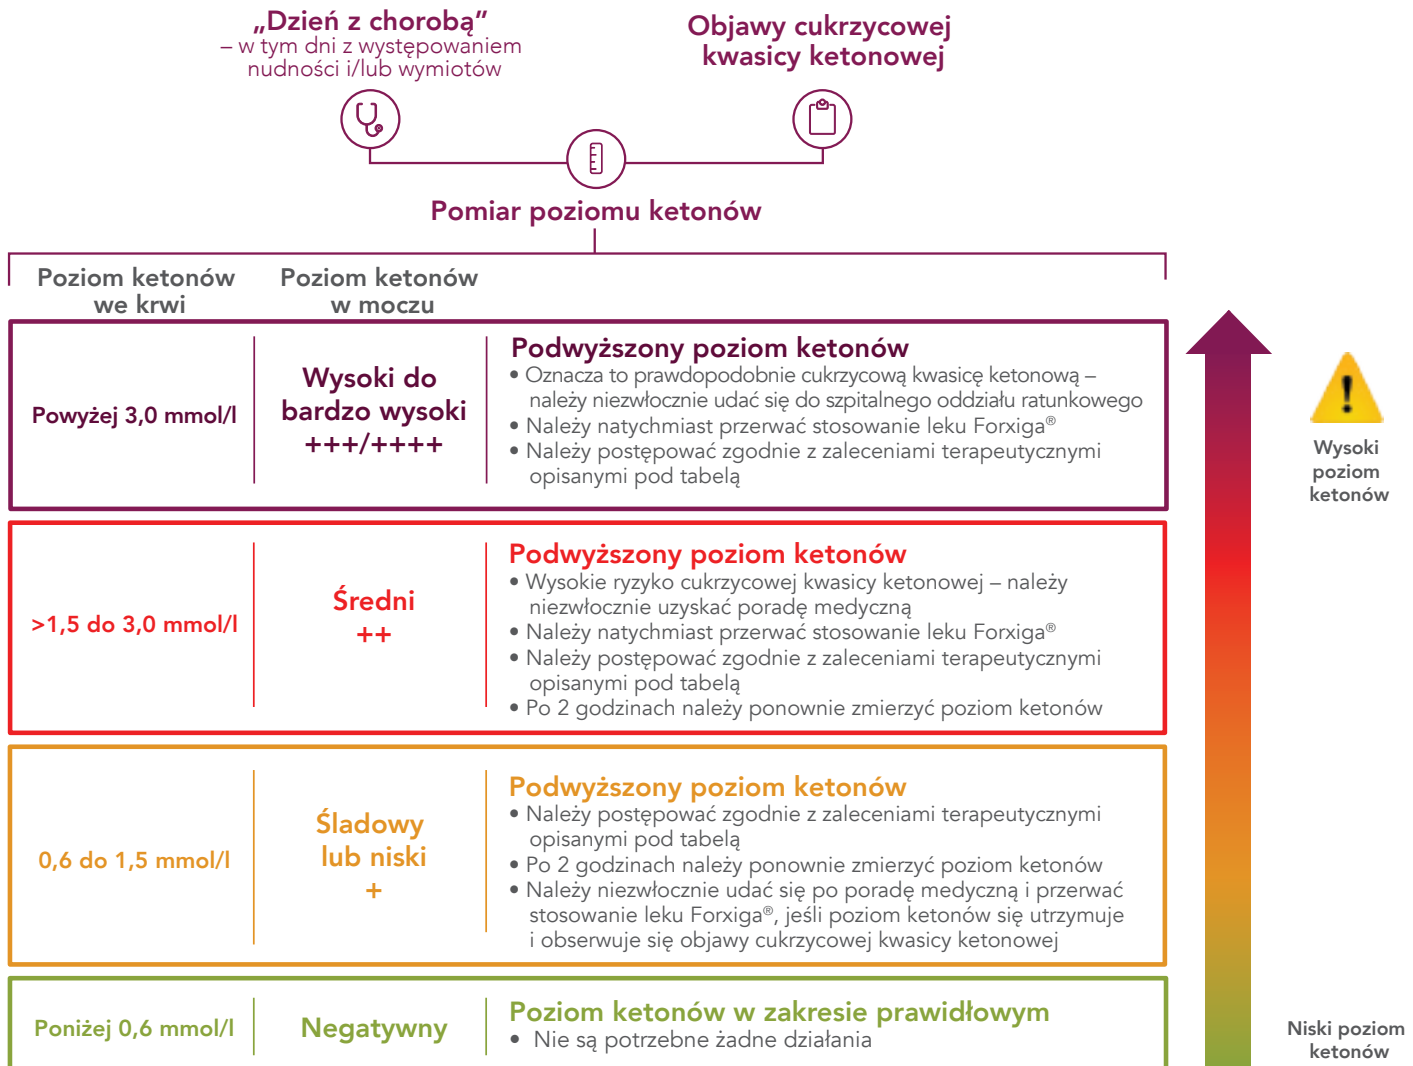 „Dzień z chorobą”
– w tym dni z występowaniem
nudności i/lub wymiotów
Objawy cukrzycowej
kwasicy ketonowej
Pomiar poziomu ketonów
Poziom ketonów
we krwi
Poziom ketonów
w moczu
Powyżej 3,0 mmol/l
Wysoki do
bardzo wysoki
+++/++++
Podwyższony poziom ketonów
• Oznacza to prawdopodobnie cukrzycową kwasicę ketonową –
należy niezwłocznie udać się do szpitalnego oddziału ratunkowego
• Należy natychmiast przerwać stosowanie leku Forxiga®
• Należy postępować zgodnie z zaleceniami terapeutycznymi
opisanymi pod tabelą
>1,5 do 3,0 mmol/l
Średni
++
Podwyższony poziom ketonów
• Wysokie ryzyko cukrzycowej kwasicy ketonowej – należy
niezwłocznie uzyskać poradę medyczną
• Należy natychmiast przerwać stosowanie leku Forxiga®
• Należy postępować zgodnie z zaleceniami terapeutycznymi
opisanymi pod tabelą
• Po 2 godzinach należy ponownie zmierzyć poziom ketonów
0,6 do 1,5 mmol/l
Śladowy
lub niski
+
Podwyższony poziom ketonów
• Należy postępować zgodnie z zaleceniami terapeutycznymi
opisanymi pod tabelą
• Po 2 godzinach należy ponownie zmierzyć poziom ketonów
• Należy niezwłocznie udać się po poradę medyczną i przerwać
stosowanie leku Forxiga®, jeśli poziom ketonów się utrzymuje
i obserwuje się objawy cukrzycowej kwasicy ketonowej
Poniżej 0,6 mmol/l
Negatywny
Poziom ketonów w zakresie prawidłowym
• Nie są potrzebne żadne działania
!
Wysoki
poziom
ketonów
Niski poziom
ketonów